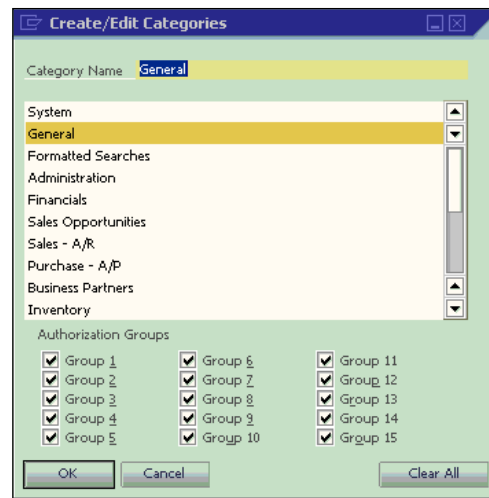 Create/Edit Categories
Category Name General
System
General
Formatted Searches
Administration
Financials
Sales Opportunities
Sales - A/R
Purchase - A/P
Business Partners
Inventory
Authorization Groups
Group 1 Group 6 Group 11
Group 2 Group 7 Group 12
Group 3 Group 8 Group 13
Group 4 Group 9 Group 14
Group 5 Group 10 Group 15
OK Cancel Clear All